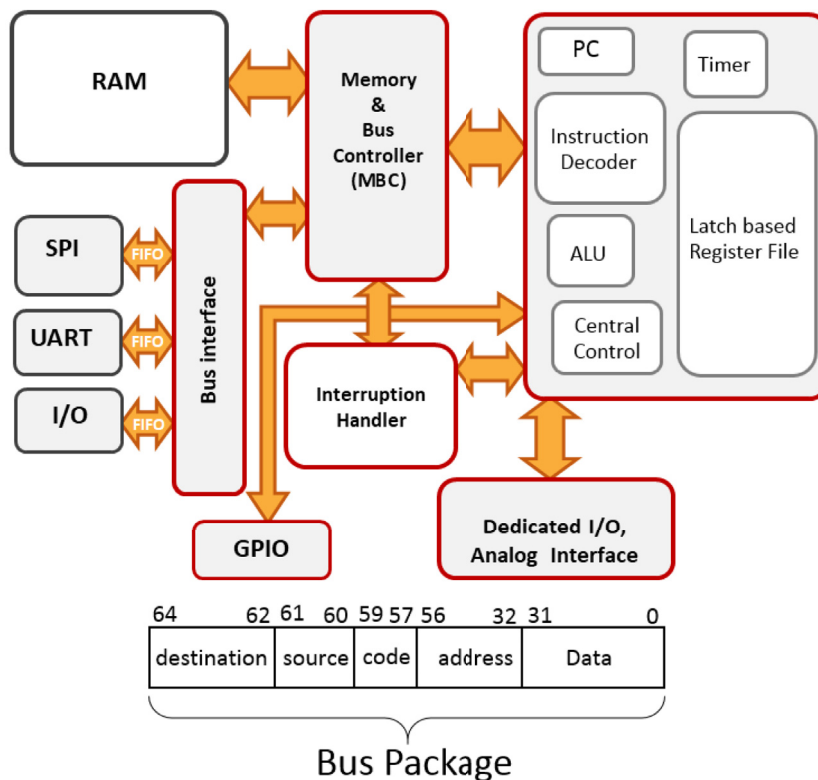 RAM
Memory
&
Bus
Controller
(MBC)
PC
Timer
Instruction
Decoder
Latch based
Register File
ALU
Central
Control
SPI
FIFO
UART
FIFO
I/O
FIFO
Bus interface
Interruption
Handler
GPIO
Dedicated I/O,
Analog Interface
64 62 61 60 59 57 56 32 31 0
destination source code address Data
Bus Package